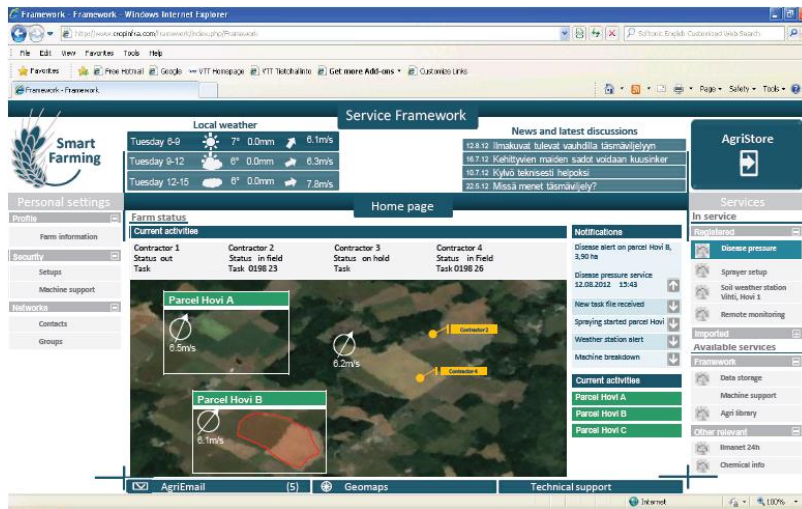 Framework - Framework - Windows Internet Explorer
http://www.cropinfra.com/framework/index.php/Framework
File Edit View Favorites Tools Help
Favorites Free Hotmail Google VTT Homepage VTT Tietohallinto Get more Add-ons Customize Links
Framework - Framework
Page Safety Tools
Service Framework
Smart
Farming
Local weather
Tuesday 6-9 7° 0.0mm 6.1m/s
Tuesday 9-12 6° 0.0mm 6.3m/s
Tuesday 12-15 6° 0.0mm 7.8m/s
News and latest discussions
12.8.12 Ilmakuvat tulevat vauhdilla täsmäviljelyyn
16.7.12 Kehittyvien maiden sadot voidaan kuusinker
10.7.12 Kylvö teknisesti helpoksi
22.5.12 Missä menet täsmäviljely?
AgriStore
Home page
Personal settings
Profile
Farm information
Security
Setups
Machine support
Networks
Contacts
Groups
Farm status
Current activities
Contractor 1
Status out
Task
Contractor 2
Status in field
Task 0198 23
Contractor 3
Status on hold
Task
Contractor 4
Status in field
Task 0198 26
Parcel Hovi A
6.5m/s
6.2m/s
Contractor 2
Contractor 4
Parcel Hovi B
6.1m/s
Notifications
Disease alert on parcel Hovi B,
3,90 ha
Disease pressure service
12.08.2012 15:43
New task file received
Spraying started parcel Hovi
Weather station alert
Machine breakdown
Current activities
Parcel Hovi A
Parcel Hovi B
Parcel Hovi C
Services
In service
Registered
Disease pressure
Sprayer setup
Soil weather station
Vihti, Hovi 1
Remote monitoring
Imported
Available services
Framework
Data storage
Machine support
Agri library
Other relevant
Ilmanet 24h
Chemical info
AgriEmail (5) Geomaps Technical support
Internet 100%